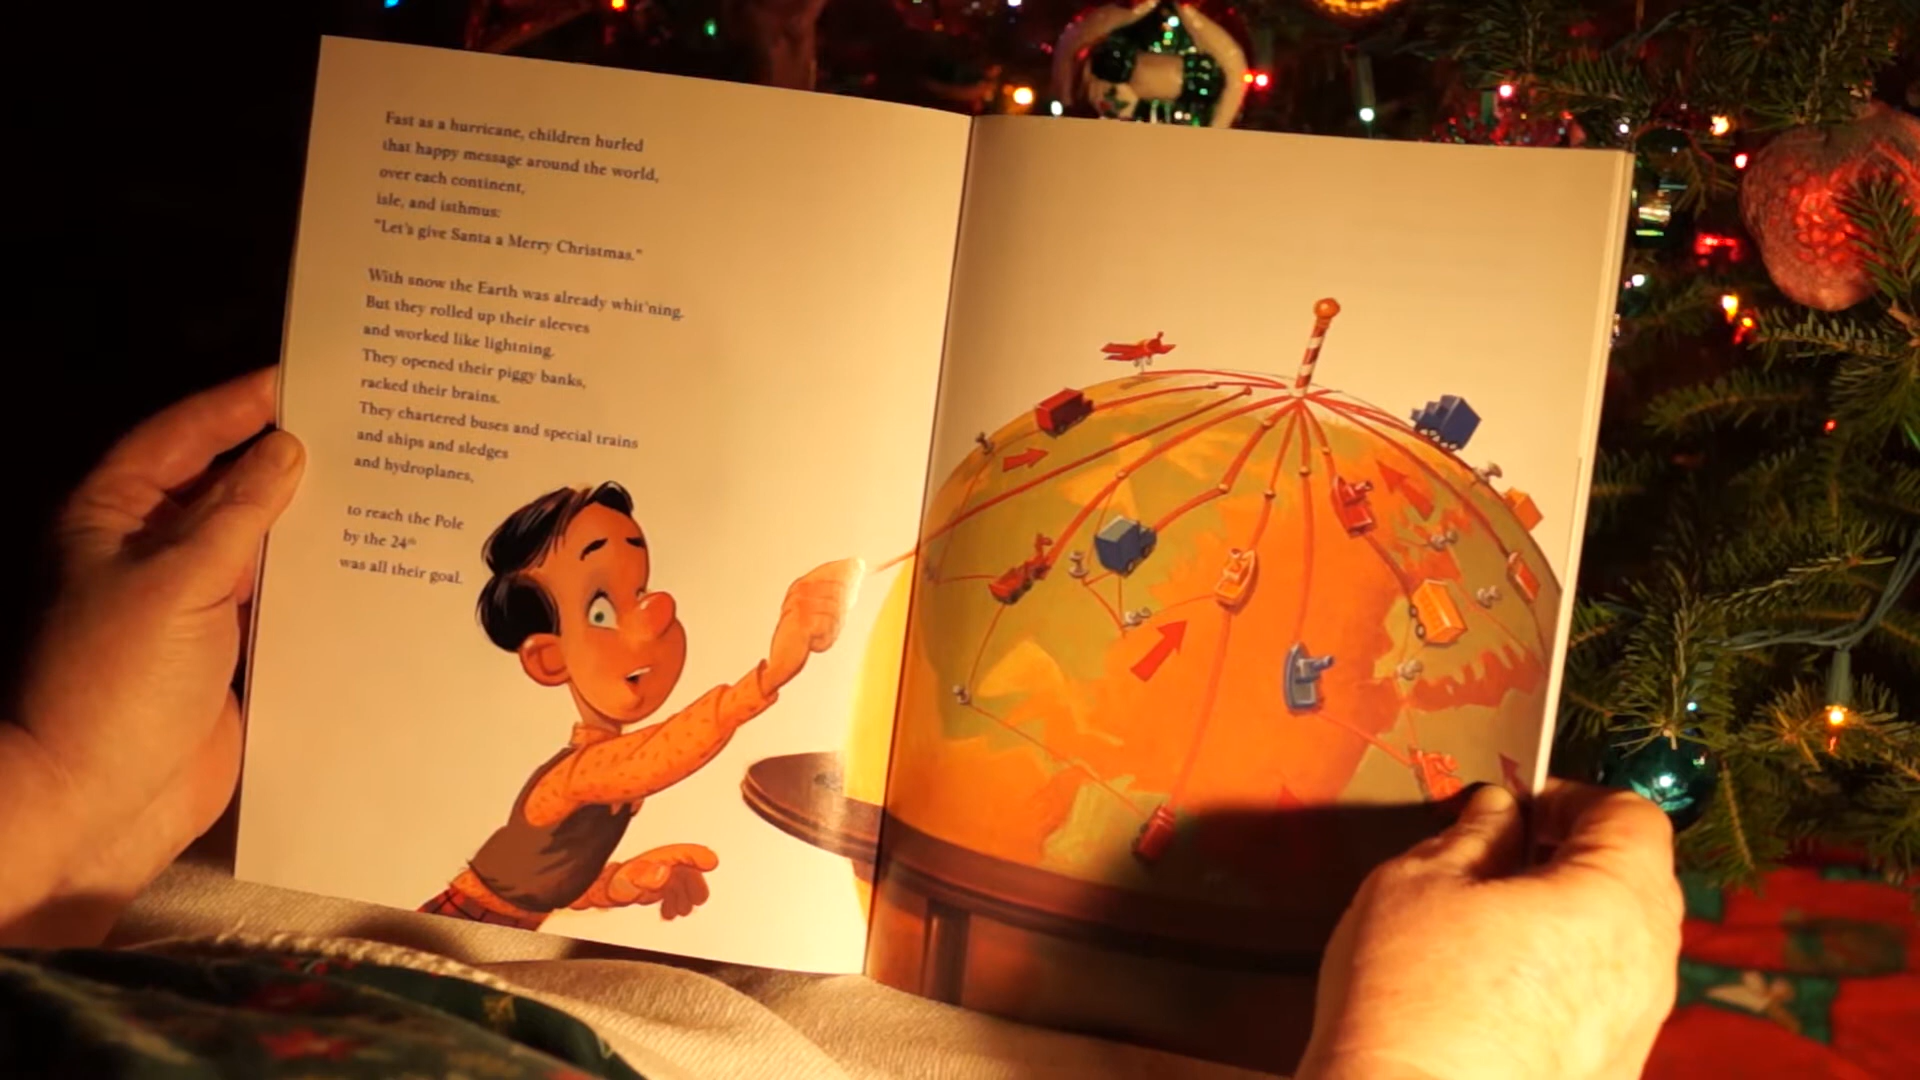 Fast as a hurricane, children hurled
that happy message around the world,
over each continent,
isle, and isthmus:
"Let's give Santa a Merry Christmas."
With snow the Earth was already whit'ning.
But they rolled up their sleeves
and worked like lightning.
They opened their piggy banks,
racked their brains.
They chartered buses and special trains
and ships and sledges
and hydroplanes,
to reach the Pole
by the 24th
was all their goal.